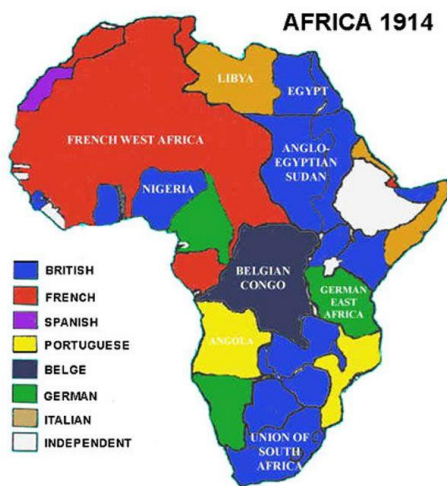 AFRICA 1914
LIBYA
EGYPT
FRENCH WEST AFRICA
ANGLO-
EGYPTIAN
SUDAN
NIGERIA
BELGIAN
CONGO
GERMAN
EAST
AFRICA
ANGOLA
UNION OF
SOUTH
AFRICA
BRITISH
FRENCH
SPANISH
PORTUGUESE
BELGE
GERMAN
ITALIAN
INDEPENDENT